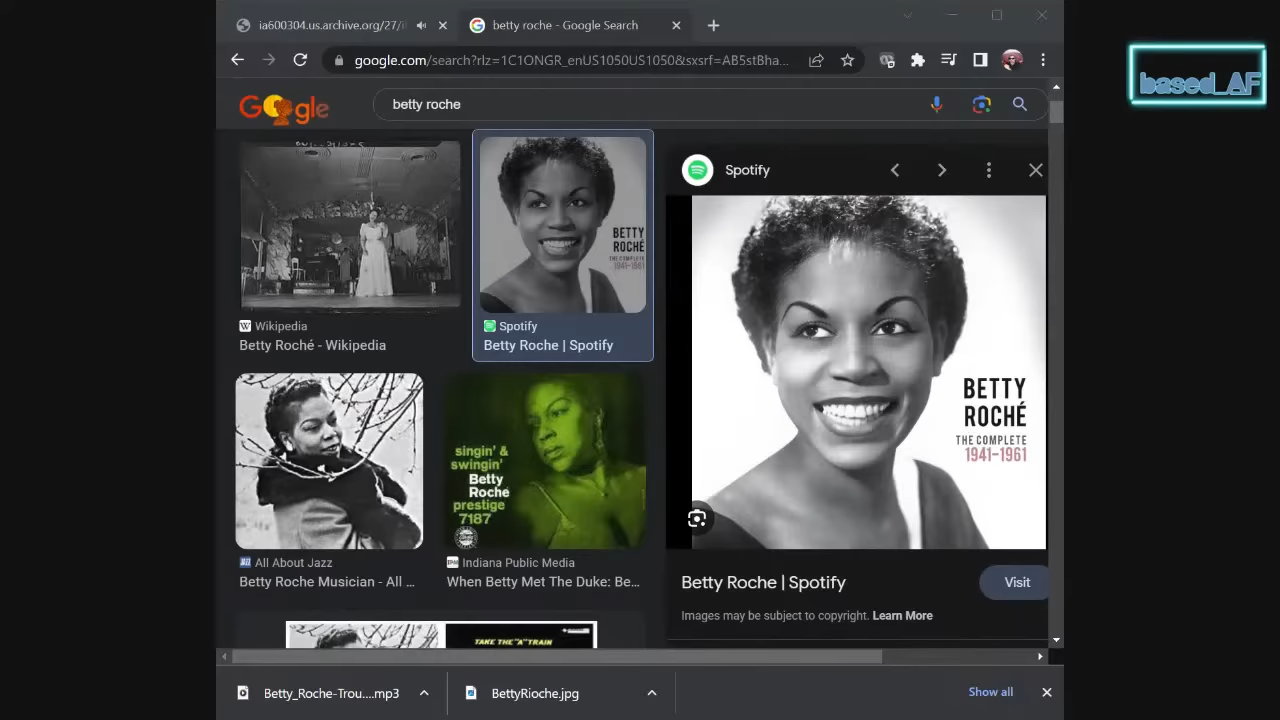 ia600304.us.archive.org/27/i
betty roche - Google Search
google.com/search?rlz=1C1ONGR_enUS1050US1050&sxsrf=AB5stBha...
based_AF
Google
betty roche
Wikipedia
Betty Roché - Wikipedia
BETTY
ROCHÉ
THE COMPLETE
1941-1961
Spotify
Betty Roche | Spotify
Spotify
BETTY
ROCHÉ
THE COMPLETE
1941-1961
All About Jazz
Betty Roche Musician - All ...
singin' &
swingin'
Betty
Roche
prestige
7187
Indiana Public Media
When Betty Met The Duke: Be...
Betty Roche | Spotify
Visit
Images may be subject to copyright. Learn More
TAKE THE "A" TRAIN
Betty_Roche-Trou....mp3
BettyRioche.jpg
Show all